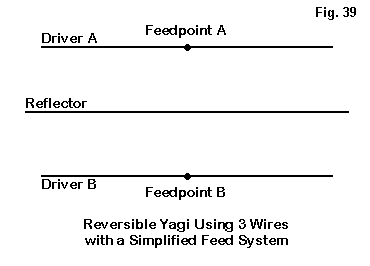 Fig. 39
Feedpoint A
Driver A
Reflector
Driver B
Feedpoint B
Reversible Yagi Using 3 Wires
with a Simplified Feed System